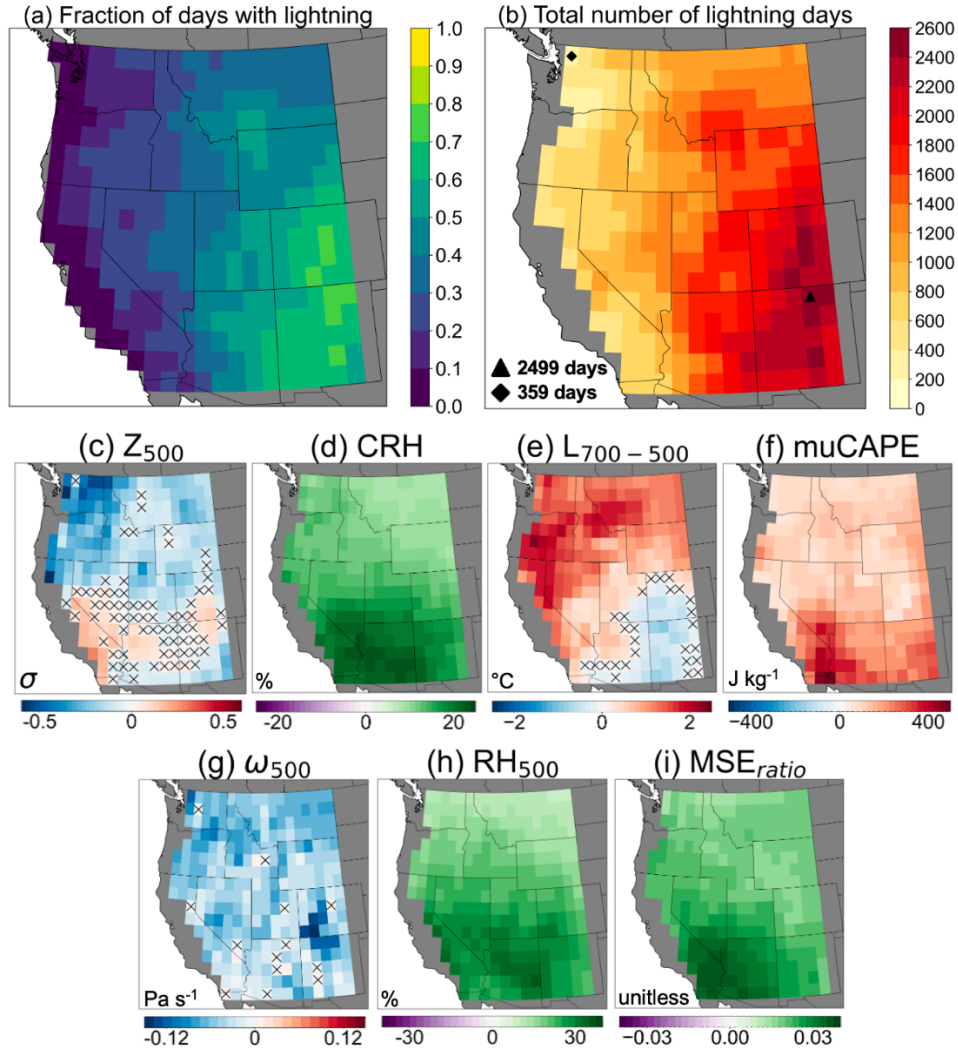 (a) Fraction of days with lightning
(b) Total number of lightning days
1.0
0.9
0.8
0.7
0.6
0.5
0.4
0.3
0.2
0.1
0.0
2600
2400
2200
2000
1800
1600
1400
1200
1000
800
600
400
200
0
▲ 2499 days
◆ 359 days
(c) Z500
(d) CRH
(e) L700 – 500
(f) muCAPE
σ
%
°C
J kg-1
-0.5 0 0.5
-20 0 20
-2 0 2
-400 0 400
(g) ω500
(h) RH500
(i) MSEratio
Pa s-1
%
unitless
-0.12 0 0.12
-30 0 30
-0.03 0.00 0.03